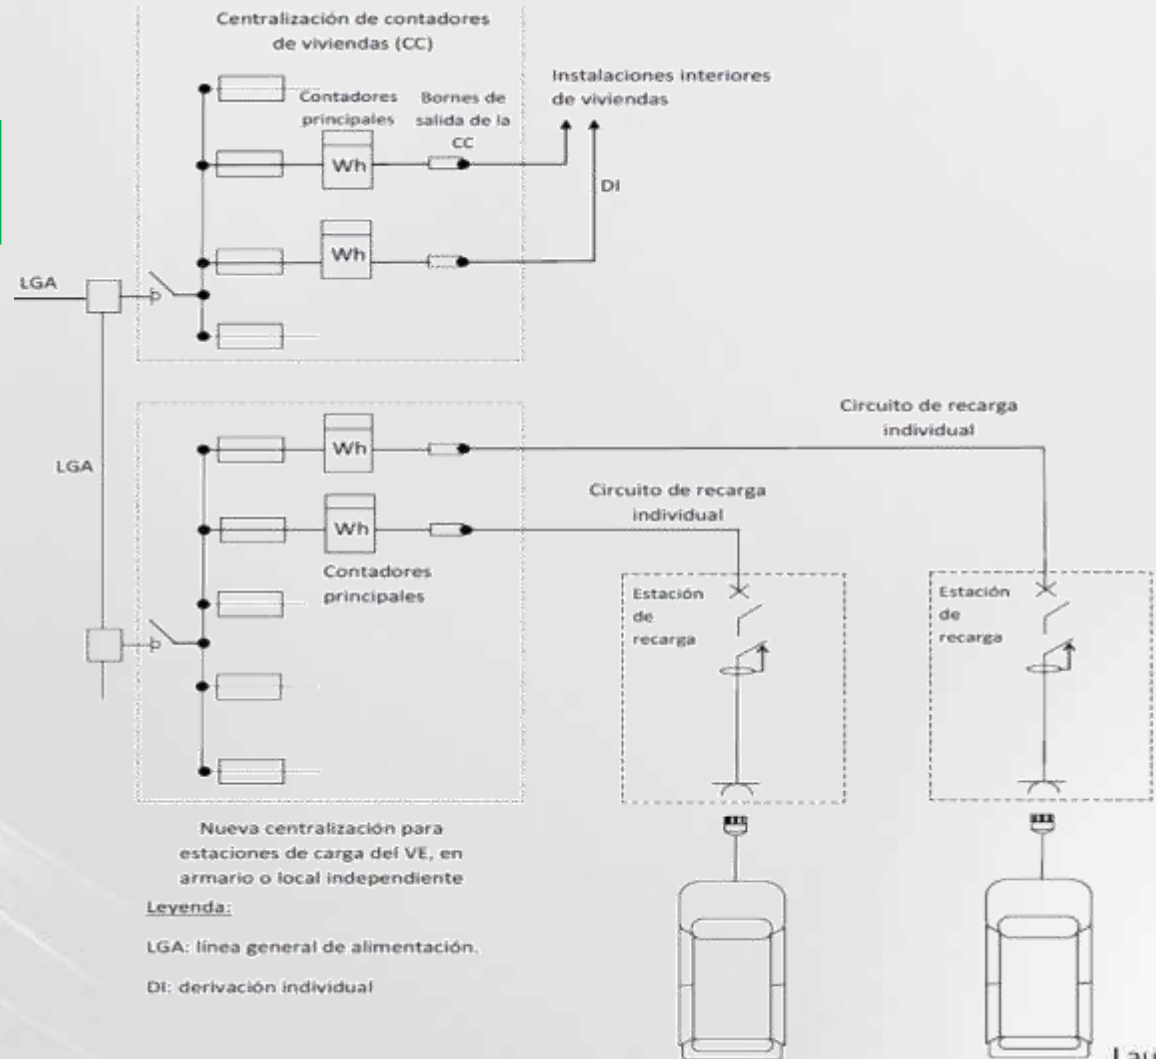 Centralización de contadores
de viviendas (CC)
Contadores
principales
Bornes de
salida de la
CC
Instalaciones interiores
de viviendas
Wh
DI
Wh
LGA
LGA
Wh
Circuito de recarga
individual
Wh
Circuito de recarga
individual
Contadores
principales
Estación
de
recarga
Estación
de
recarga
Nueva centralización para
estaciones de carga del VE, en
armario o local independiente
Leyenda:
LGA: línea general de alimentación.
DI: derivación individual